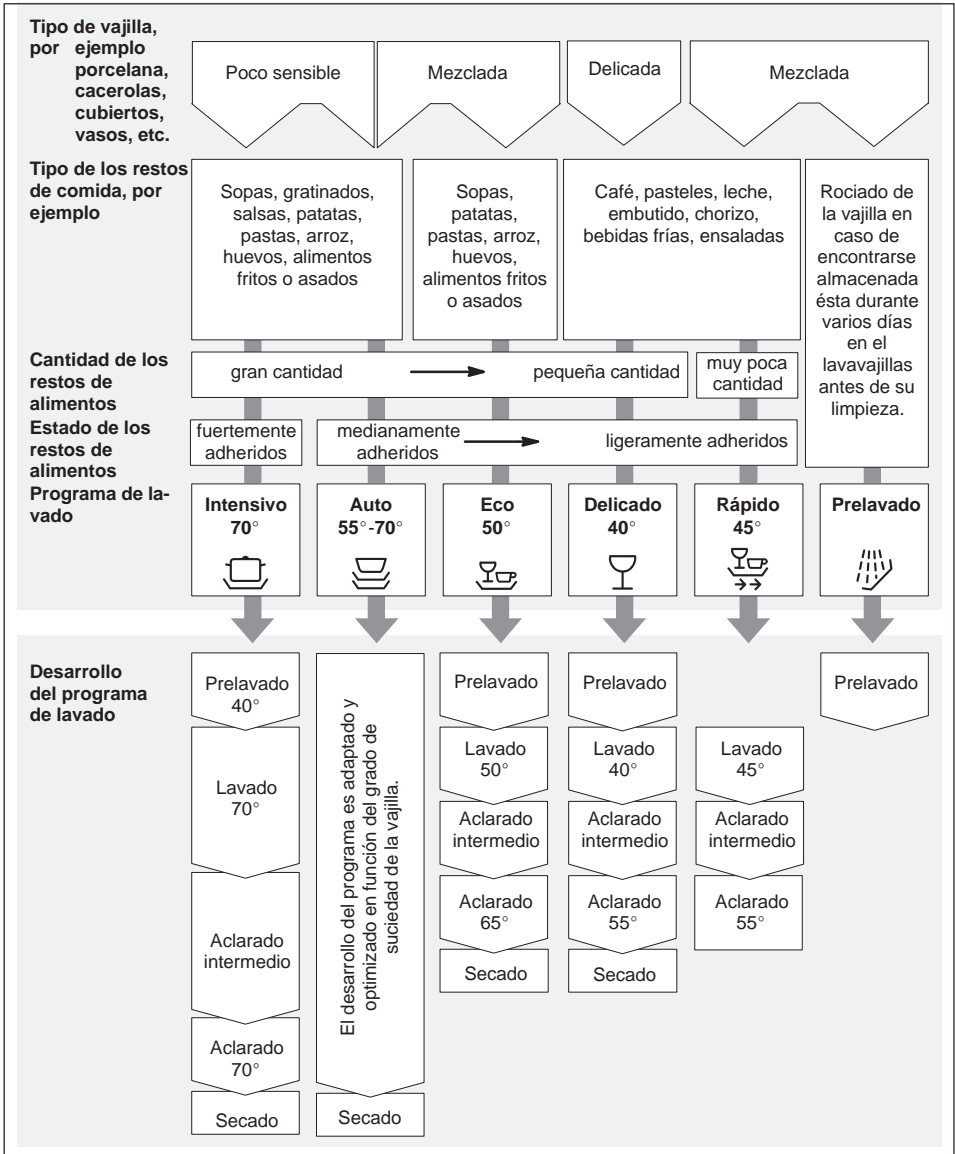 Tipo de vajilla,
por ejemplo
porcelana,
cacerolas,
cubiertos,
vasos, etc.
Poco sensible
Mezclada
Delicada
Mezclada
Tipo de los restos
de comida, por
ejemplo
Sopas, gratinados,
salsas, patatas,
pastas, arroz,
huevos, alimentos
fritos o asados
Sopas,
patatas,
pastas, arroz,
huevos,
alimentos fritos
o asados
Café, pasteles, leche,
embutido, chorizo,
bebidas frías, ensaladas
Rociado de
la vajilla en
caso de
encontrarse
almacenada
ésta durante
varios días
en el
lavavajillas
antes de su
limpieza.
Cantidad de los
restos de
alimentos
gran cantidad
pequeña cantidad
muy poca
cantidad
Estado de los
restos de
alimentos
fuertemente
adheridos
medianamente
adheridos
ligeramente adheridos
Programa de la-
vado
Intensivo
70°
Auto
55°-70°
Eco
50°
Delicado
40°
Rápido
45°
Prelavado
Desarrollo
del programa
de lavado
Prelavado
40°
Lavado
70°
Aclarado
intermedio
Aclarado
70°
Secado
El desarrollo del programa es adaptado y
optimizado en función del grado de
suciedad de la vajilla.
Secado
Prelavado
Lavado
50°
Aclarado
intermedio
Aclarado
65°
Secado
Prelavado
Lavado
40°
Aclarado
intermedio
Aclarado
55°
Secado
Lavado
45°
Aclarado
intermedio
Aclarado
55°
Prelavado